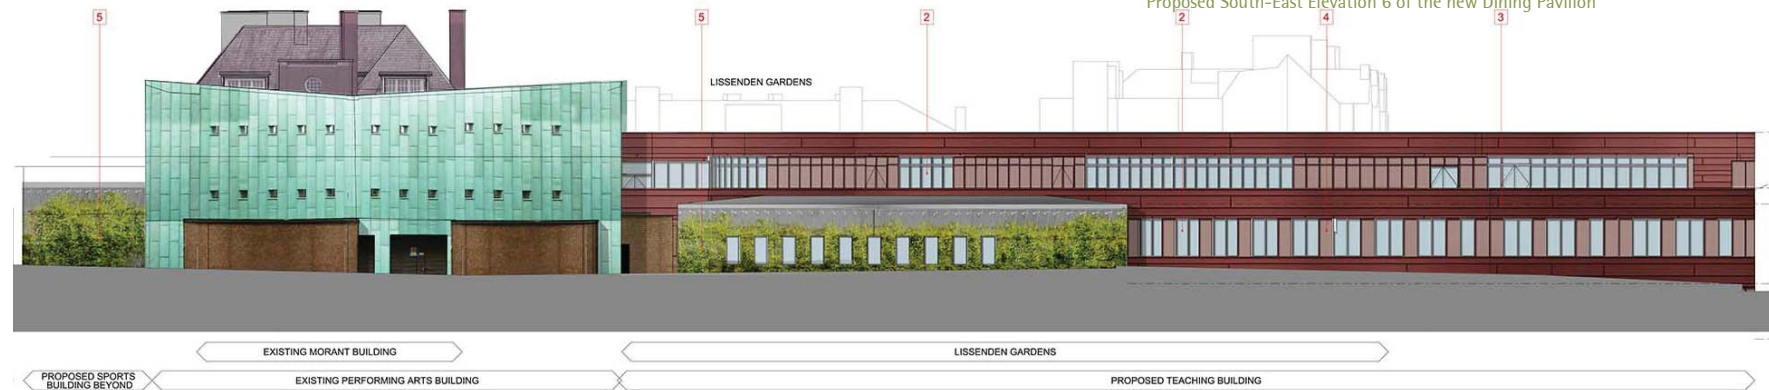 Proposed South-East Elevation 6 of the new Dining Pavilion
5
5
2
2
4
3
LISSENDEN GARDENS
EXISTING MORANT BUILDING
LISSENDEN GARDENS
PROPOSED SPORTS
BUILDING BEYOND
EXISTING PERFORMING ARTS BUILDING
PROPOSED TEACHING BUILDING